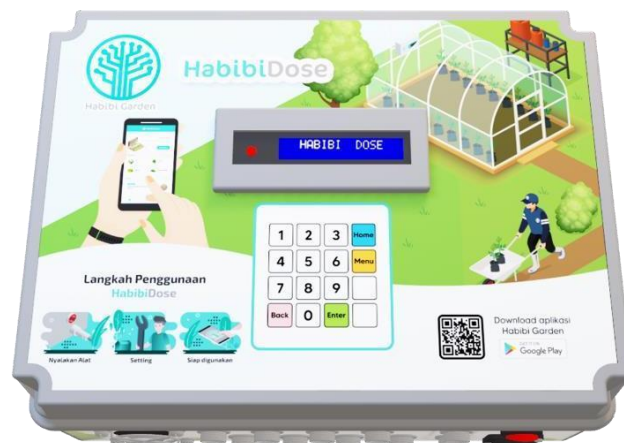 HabibiDose
Habibi Garden
HABIBI DOSE
1 2 3 Home
4 5 6 Menu
7 8 9
Back 0 Enter
Langkah Penggunaan
HabibiDose
Nyalakan Alat
Setting
Siap digunakan
Download aplikasi
Habibi Garden
Google Play